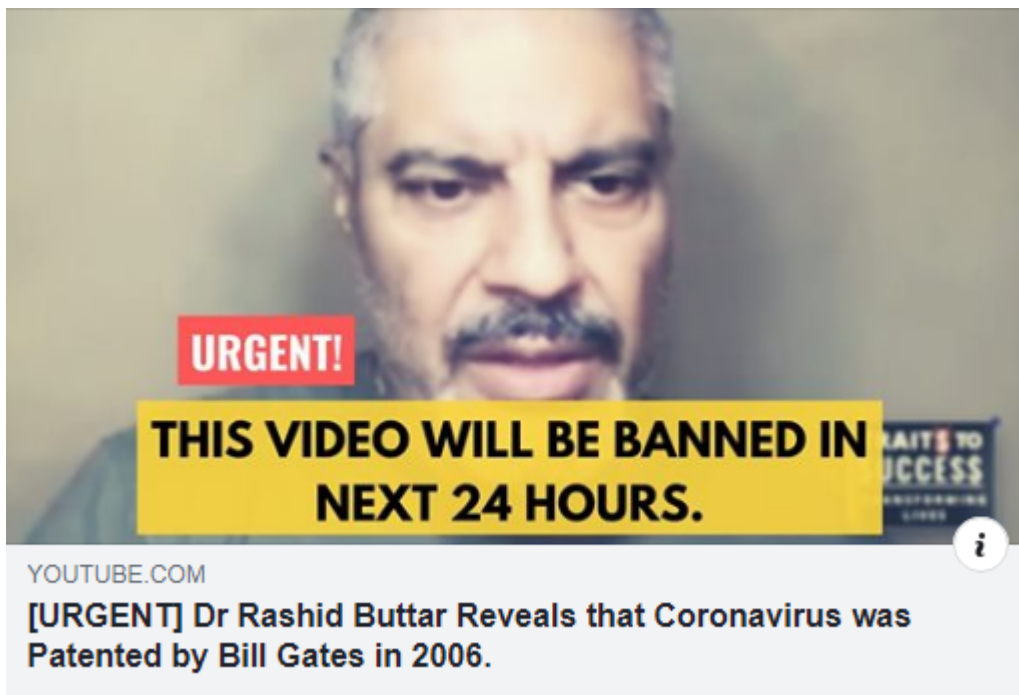 URGENT!
THIS VIDEO WILL BE BANNED IN
NEXT 24 HOURS.
TO
i
YOUTUBE.COM
[URGENT] Dr Rashid Buttar Reveals that Coronavirus was
Patented by Bill Gates in 2006.